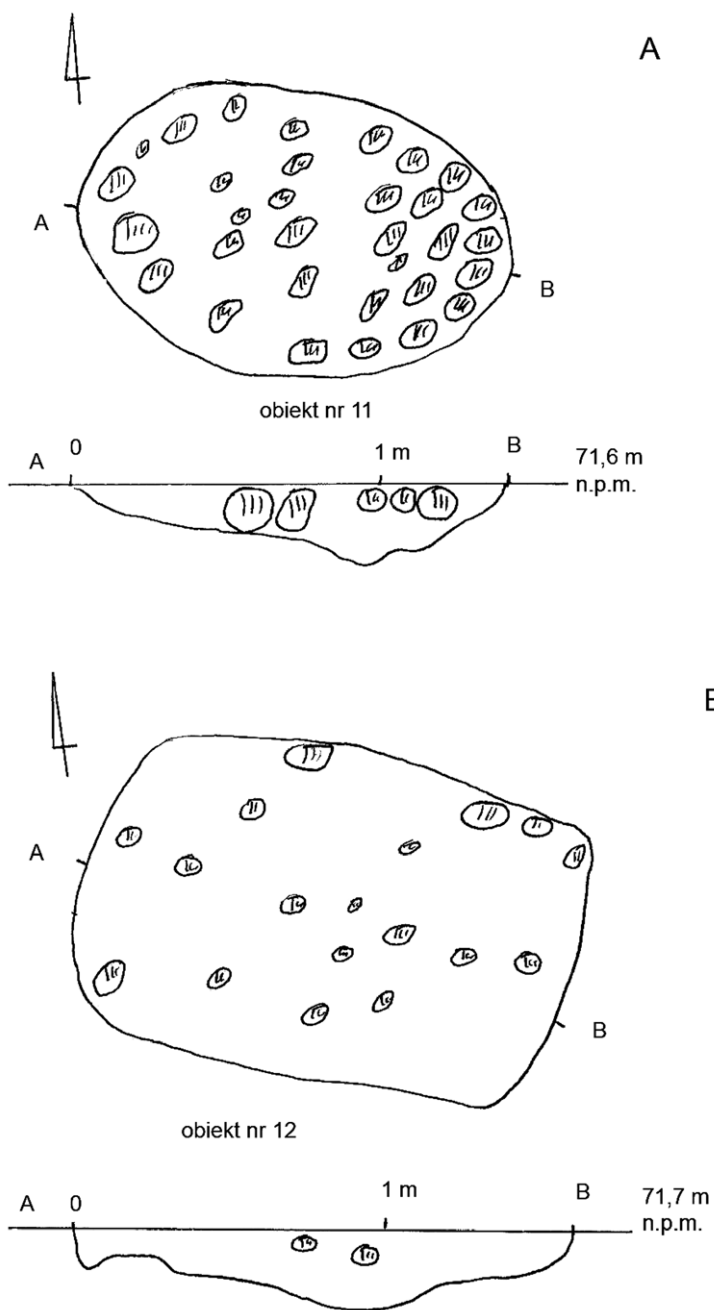 A
A
B
obiekt nr 11
A 0 1 m B 71,6 m
n.p.m.
A
B
obiekt nr 12
A 0 1 m B 71,7 m
n.p.m.